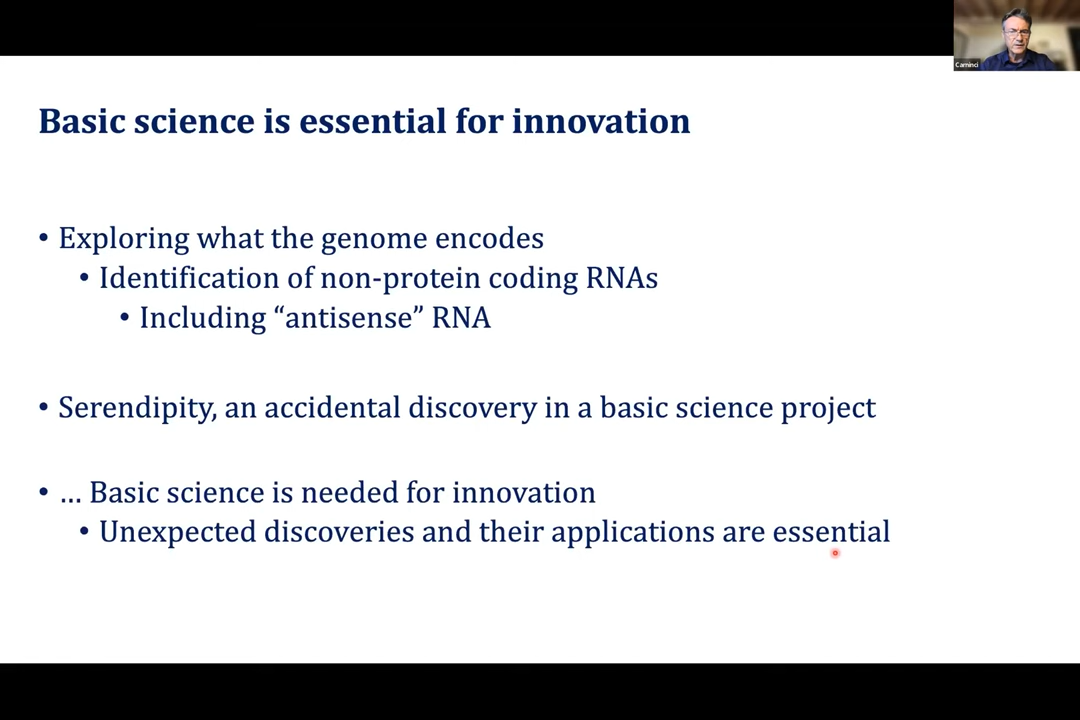 Carninci
Basic science is essential for innovation
• Exploring what the genome encodes
• Identification of non-protein coding RNAs
• Including “antisense” RNA
• Serendipity, an accidental discovery in a basic science project
• … Basic science is needed for innovation
• Unexpected discoveries and their applications are essential